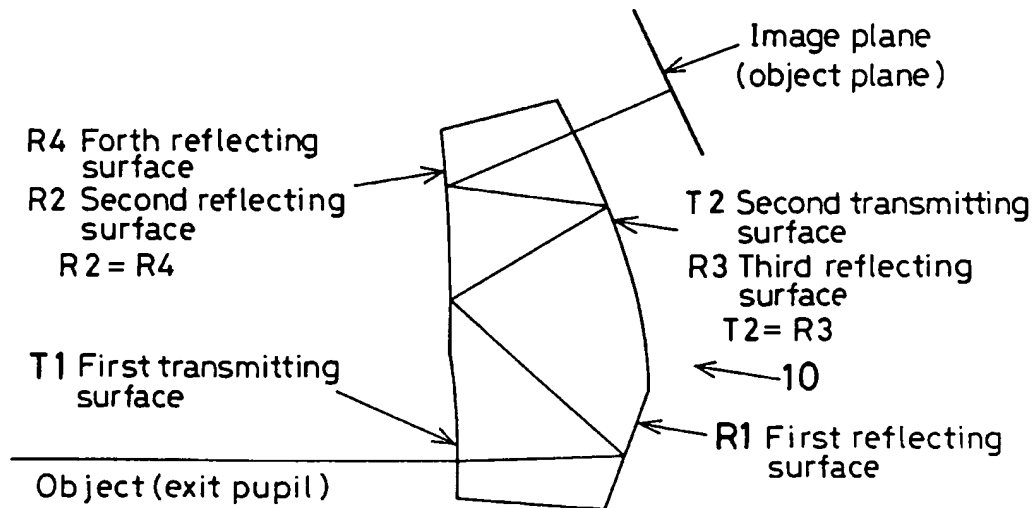 Image plane
(object plane)
R4 Forth reflecting
surface
R2 Second reflecting
surface
R2 = R4
T2 Second transmitting
surface
R3 Third reflecting
surface
T2 = R3
T1 First transmitting
surface
10
R1 First reflecting
surface
Object (exit pupil)